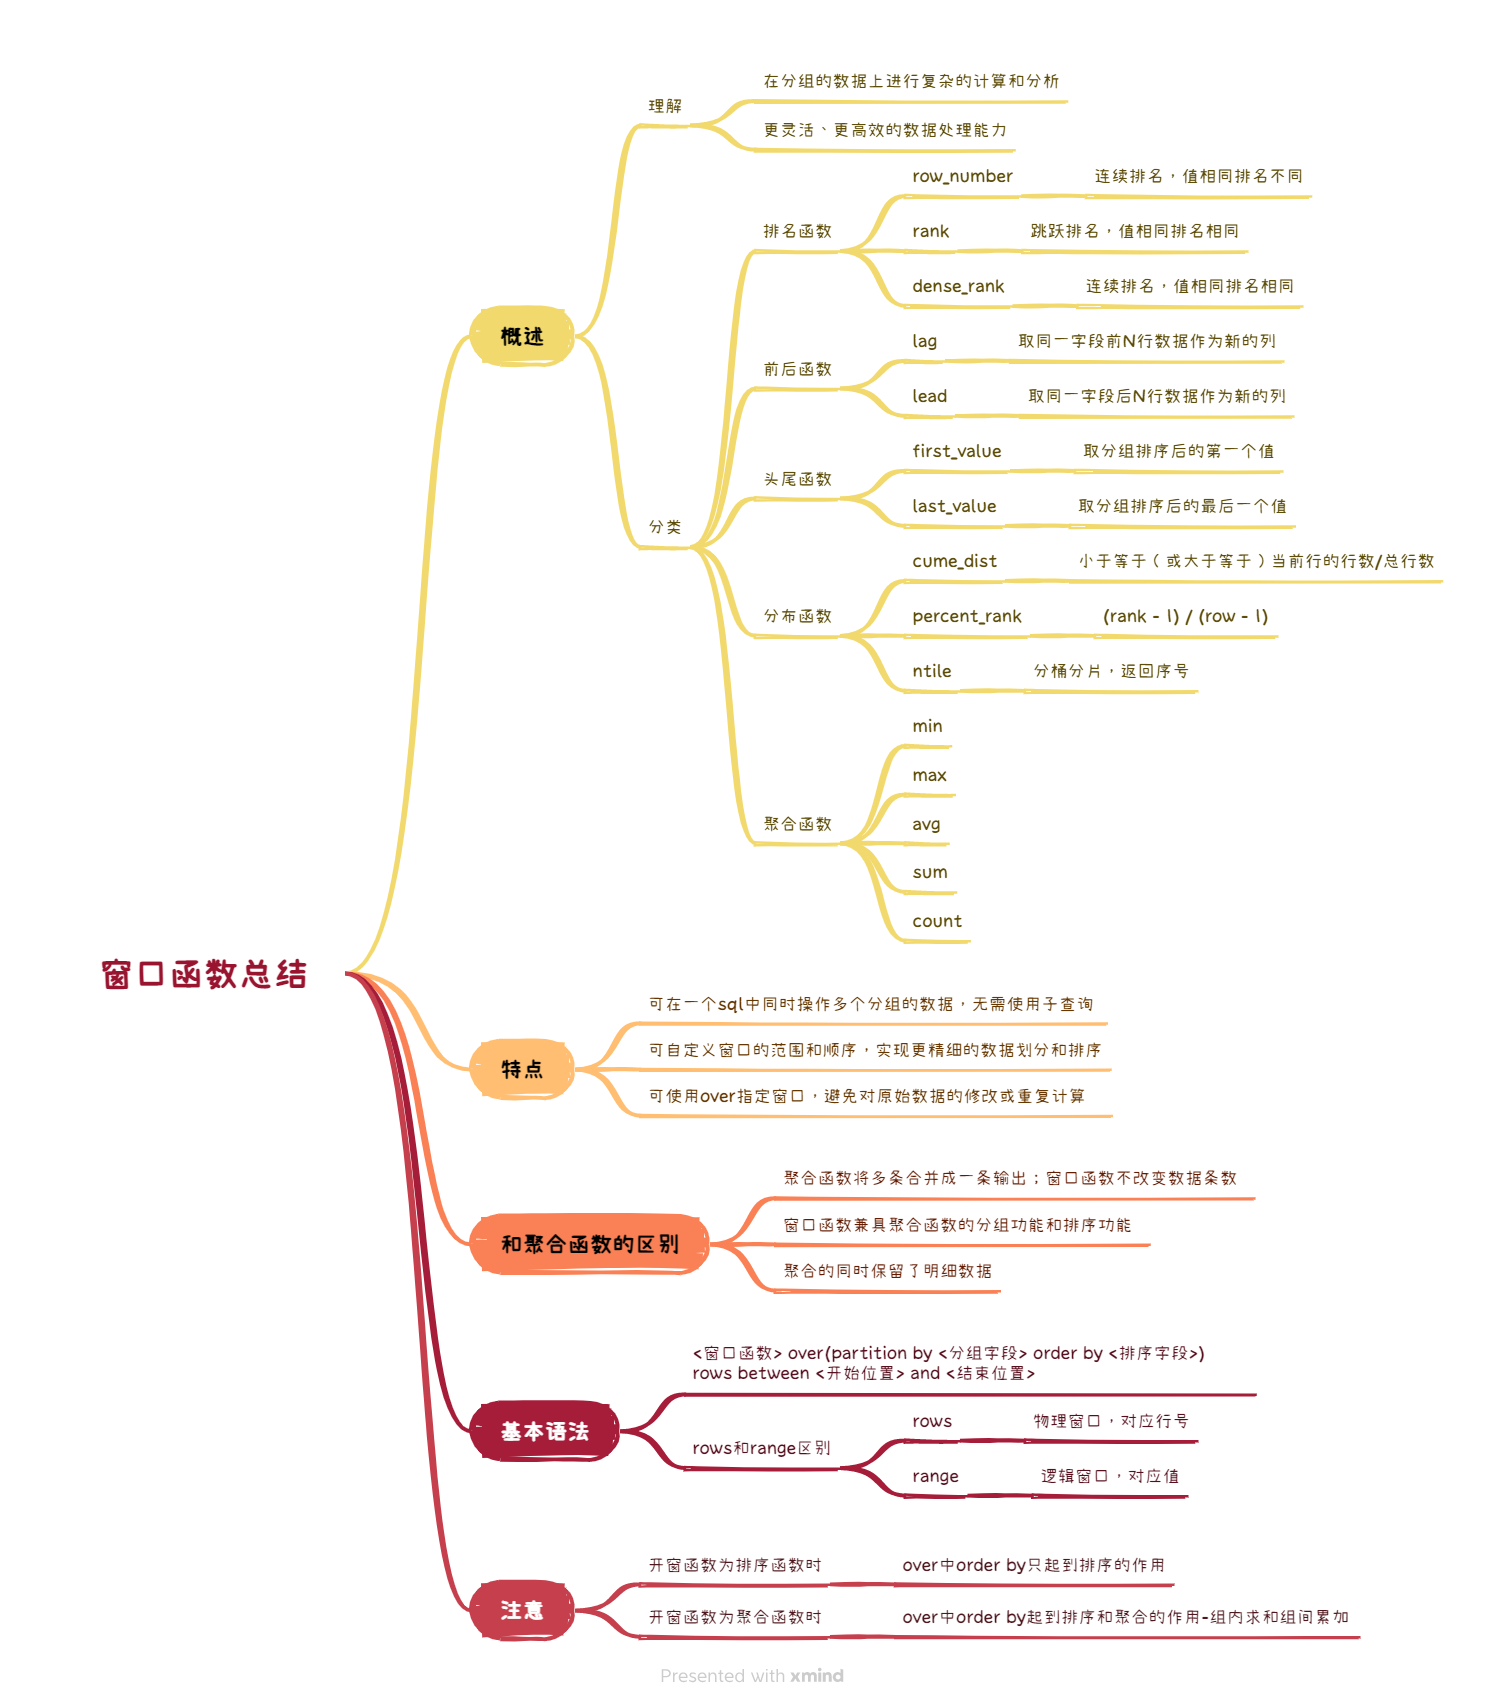 窗口函数总结
概述
理解
在分组的数据上进行复杂的计算和分析
更灵活、更高效的数据处理能力
分类
排名函数
row_number
连续排名，值相同排名不同
rank
跳跃排名，值相同排名相同
dense_rank
连续排名，值相同排名相同
前后函数
lag
取同一字段前N行数据作为新的列
lead
取同一字段后N行数据作为新的列
头尾函数
first_value
取分组排序后的第一个值
last_value
取分组排序后的最后一个值
分布函数
cume_dist
小于等于（或大于等于）当前行的行数/总行数
percent_rank
(rank - 1) / (row - 1)
ntile
分桶分片，返回序号
聚合函数
min
max
avg
sum
count
特点
可在一个sql中同时操作多个分组的数据，无需使用子查询
可自定义窗口的范围和顺序，实现更精细的数据划分和排序
可使用over指定窗口，避免对原始数据的修改或重复计算
和聚合函数的区别
聚合函数将多条合并成一条输出；窗口函数不改变数据条数
窗口函数兼具聚合函数的分组功能和排序功能
聚合的同时保留了明细数据
基本语法
<窗口函数> over(partition by <分组字段> order by <排序字段>)
rows between <开始位置> and <结束位置>
rows和range区别
rows
物理窗口，对应行号
range
逻辑窗口，对应值
注意
开窗函数为排序函数时
over中order by只起到排序的作用
开窗函数为聚合函数时
over中order by起到排序和聚合的作用-组内求和组间累加
Presented with xmind